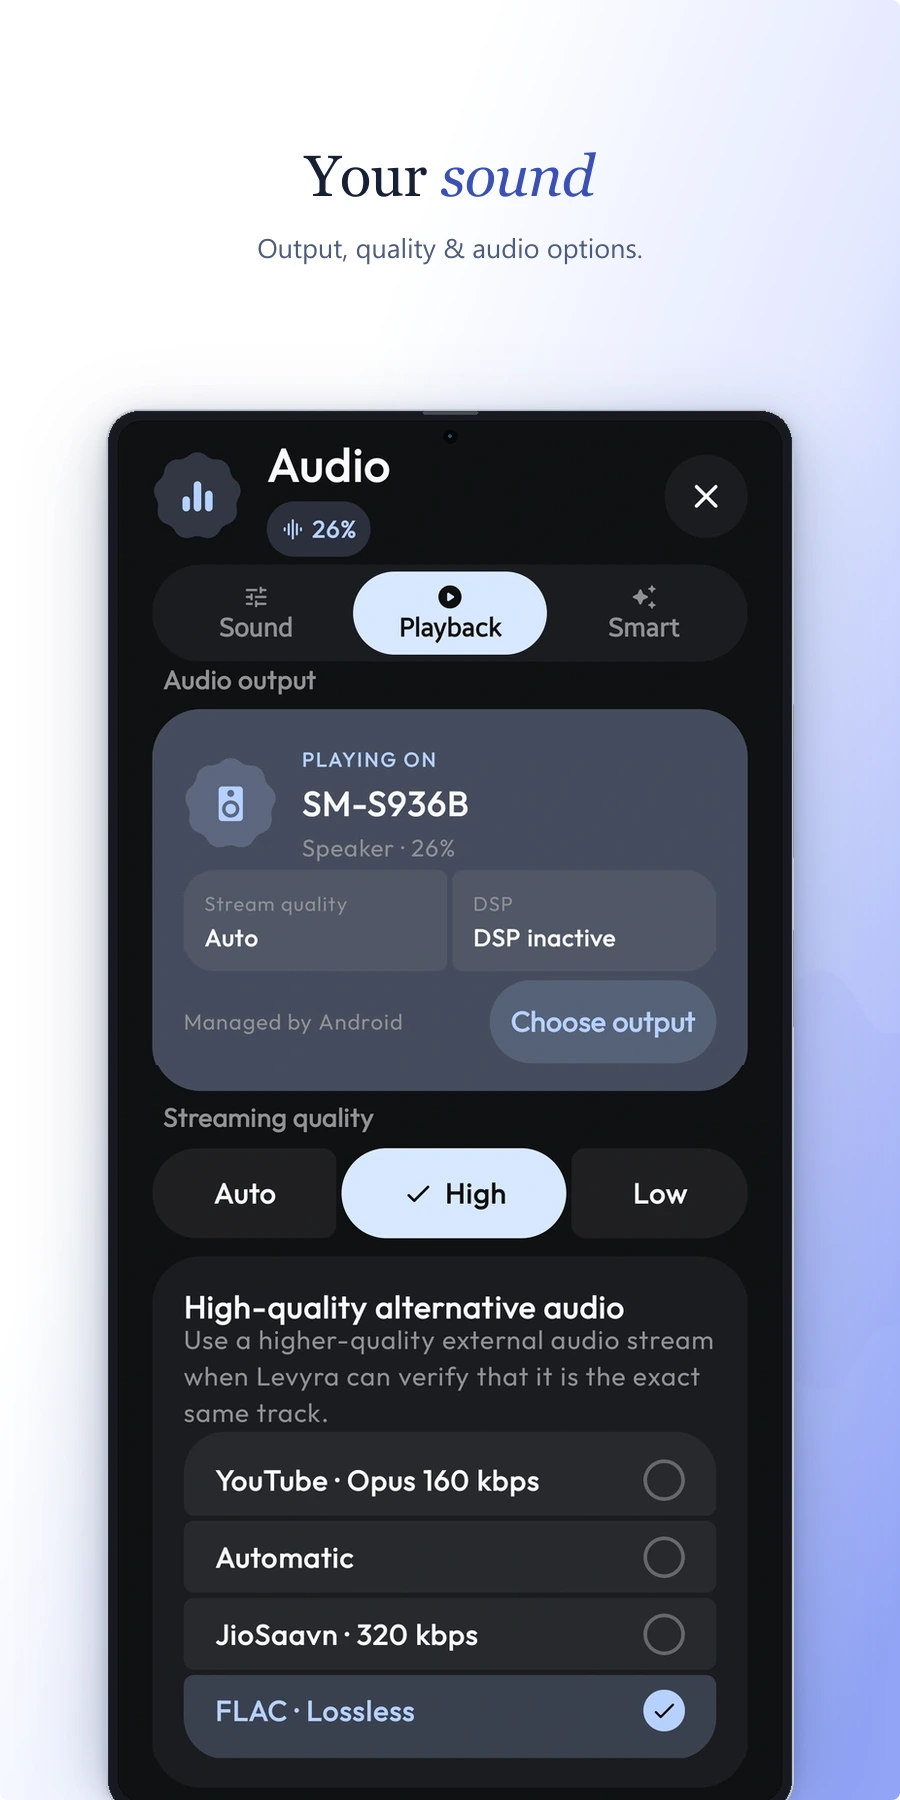 Your sound
Output, quality & audio options.
Audio
26%
Sound
Playback
Smart
Audio output
PLAYING ON
SM-S936B
Speaker · 26%
Stream quality
Auto
DSP
DSP inactive
Managed by Android
Choose output
Streaming quality
Auto
High
Low
High-quality alternative audio
Use a higher-quality external audio stream
when Levyra can verify that it is the exact
same track.
YouTube · Opus 160 kbps
Automatic
JioSaavn · 320 kbps
FLAC · Lossless